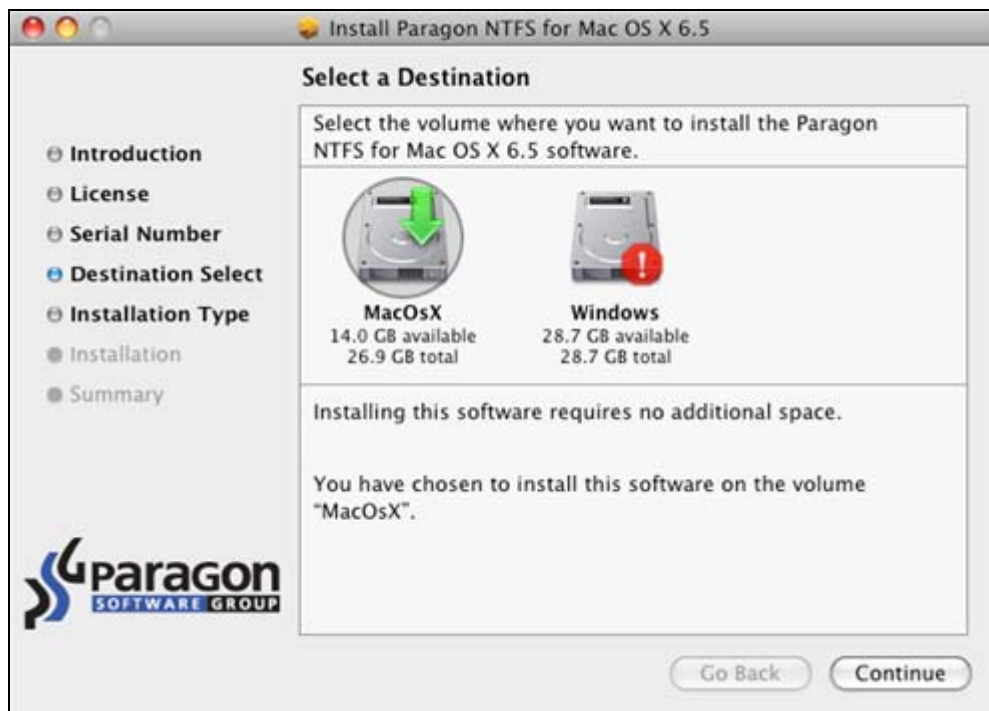 Install Paragon NTFS for Mac OS X 6.5
Select a Destination
Introduction
License
Serial Number
Destination Select
Installation Type
Installation
Summary
Select the volume where you want to install the Paragon
NTFS for Mac OS X 6.5 software.
MacOsX
14.0 GB available
26.9 GB total
Windows
28.7 GB available
28.7 GB total
Installing this software requires no additional space.
You have chosen to install this software on the volume
“MacOsX”.
Paragon
SOFTWARE GROUP
Go Back
Continue